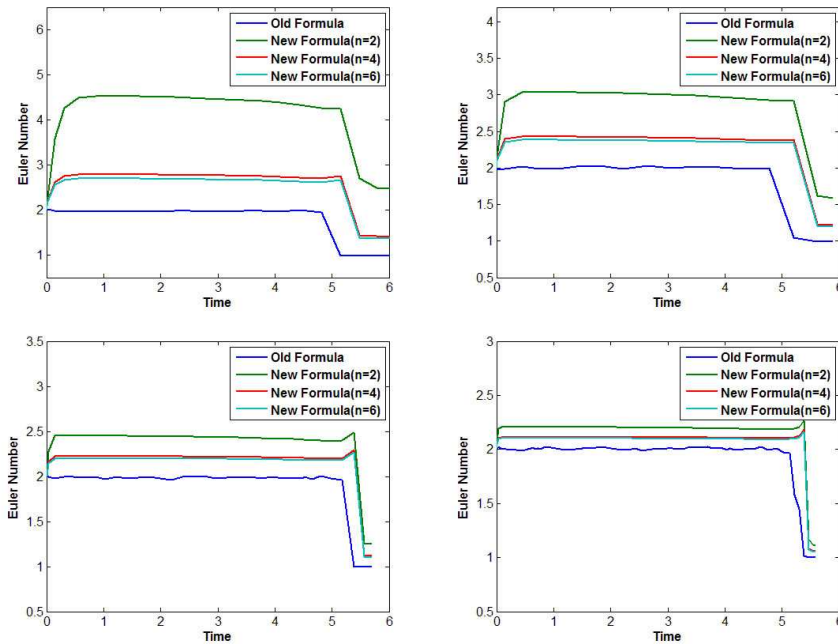 Old Formula
New Formula(n=2)
New Formula(n=4)
New Formula(n=6)
6
5
4
3
2
1
Euler Number
0 1 2 3 4 5 6
Time
Old Formula
New Formula(n=2)
New Formula(n=4)
New Formula(n=6)
4
3.5
3
2.5
2
1.5
1
0.5
Euler Number
0 1 2 3 4 5 6
Time
Old Formula
New Formula(n=2)
New Formula(n=4)
New Formula(n=6)
3.5
3
2.5
2
1.5
1
0.5
Euler Number
0 1 2 3 4 5 6
Time
Old Formula
New Formula(n=2)
New Formula(n=4)
New Formula(n=6)
3
2.5
2
1.5
1
0.5
Euler Number
0 1 2 3 4 5 6
Time